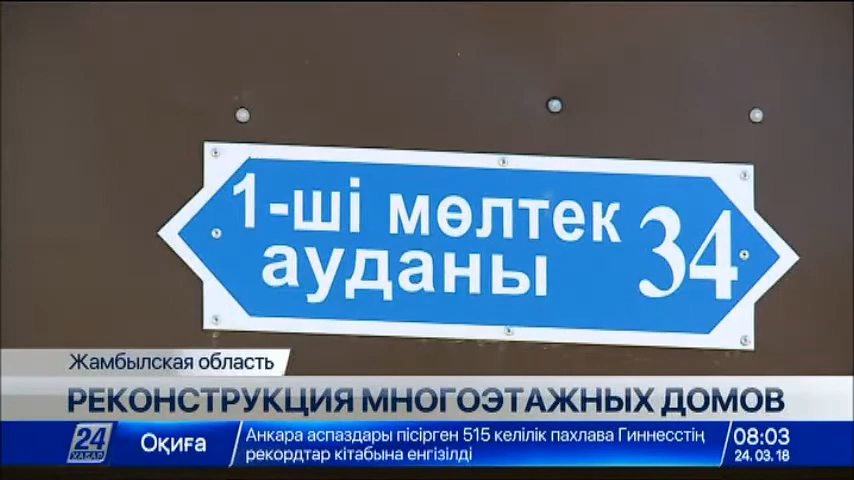 1-ші мөлтек
ауданы
34
Жамбылская область
РЕКОНСТРУКЦИЯ МНОГОЭТАЖНЫХ ДОМОВ
24
ХАБАР
Оқиға
Анкара аспаздары пісірген 515 келілік пахлава Гиннесстің
рекордтар кітабына енгізілді
08:03
24.03.18